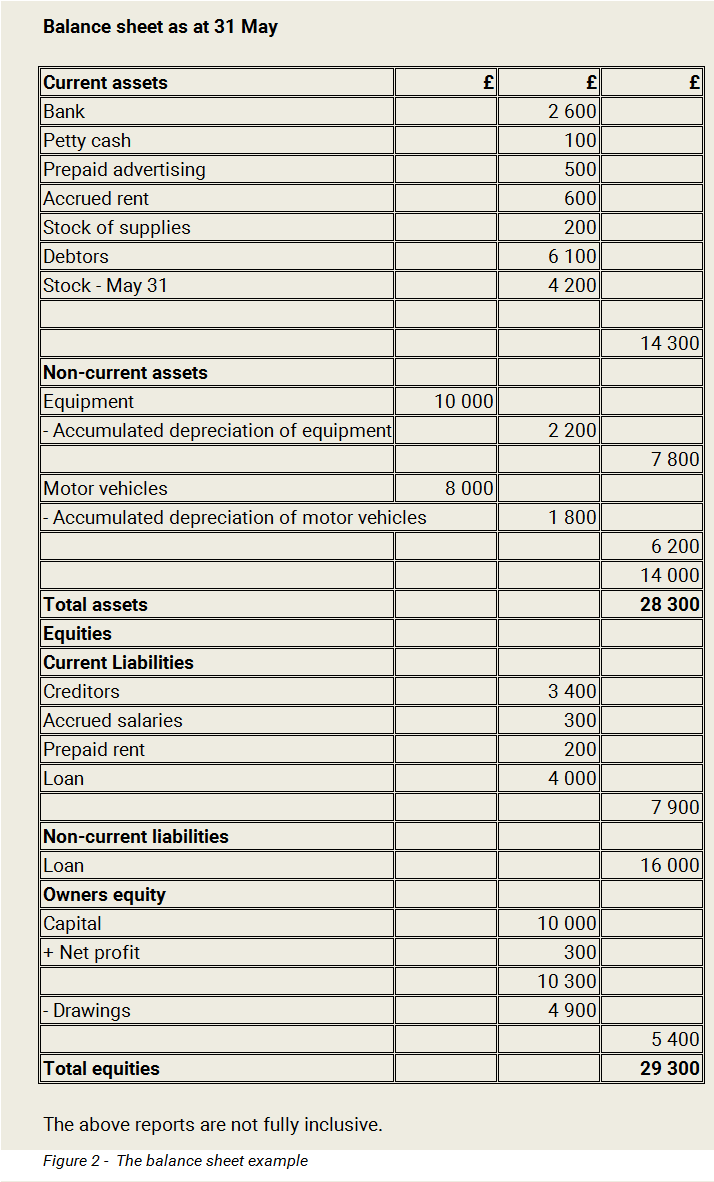 Balance sheet as at 31 May
Current assets £ £ £
Bank 2 600
Petty cash 100
Prepaid advertising 500
Accrued rent 600
Stock of supplies 200
Debtors 6 100
Stock - May 31 4 200
14 300
Non-current assets
Equipment 10 000
- Accumulated depreciation of equipment 2 200
7 800
Motor vehicles 8 000
- Accumulated depreciation of motor vehicles 1 800
6 200
14 000
Total assets 28 300
Equities
Current Liabilities
Creditors 3 400
Accrued salaries 300
Prepaid rent 200
Loan 4 000
7 900
Non-current liabilities
Loan 16 000
Owners equity
Capital 10 000
+ Net profit 300
10 300
- Drawings 4 900
5 400
Total equities 29 300
The above reports are not fully inclusive.
Figure 2 - The balance sheet example